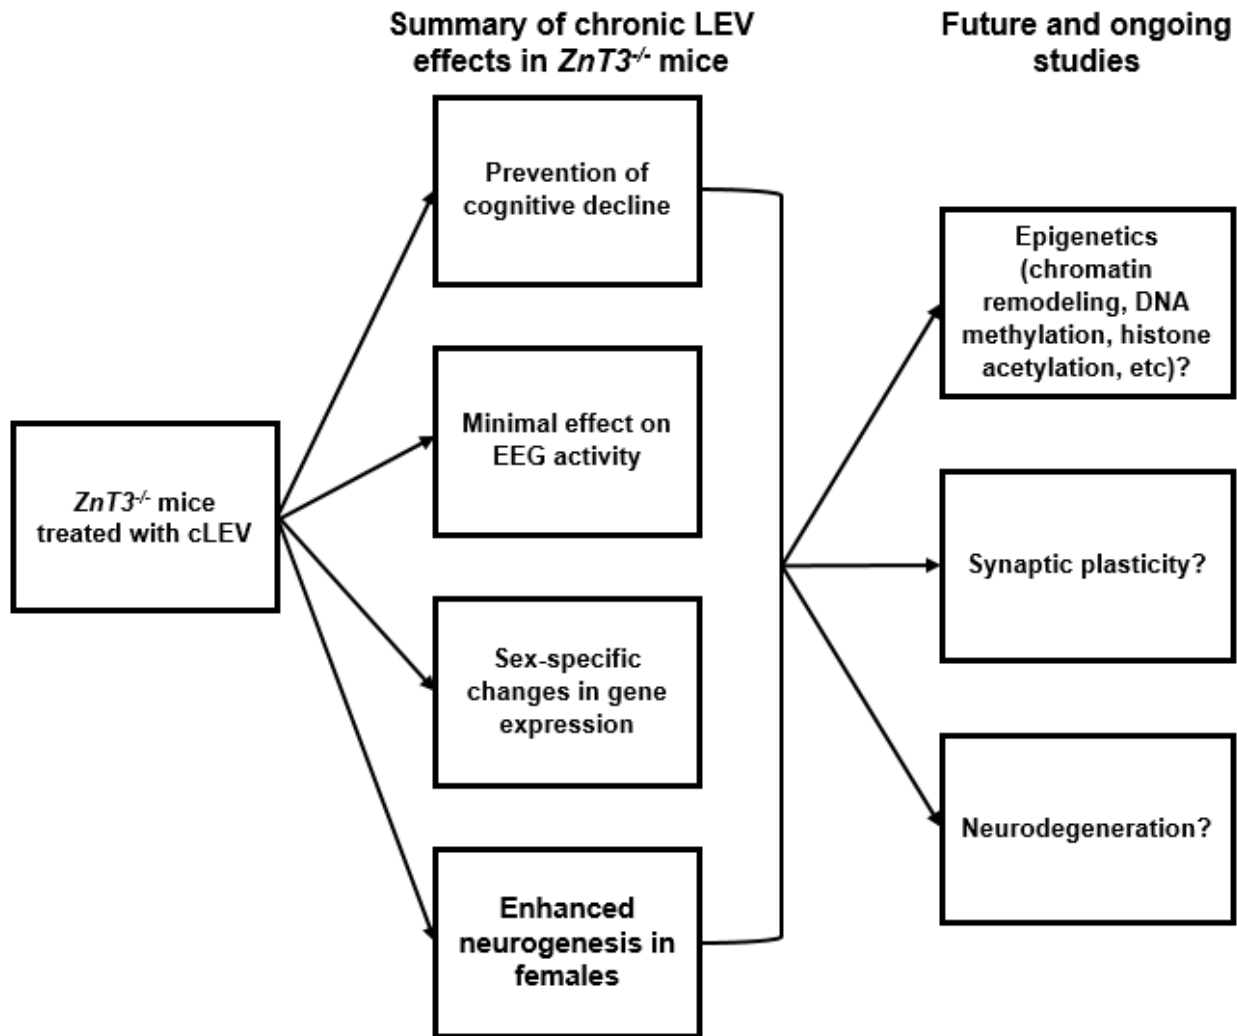 Summary of chronic LEV
effects in ZnT3-/- mice
Future and ongoing
studies
ZnT3-/- mice
treated with cLEV
Prevention of
cognitive decline
Minimal effect on
EEG activity
Sex-specific
changes in gene
expression
Enhanced
neurogenesis in
females
Epigenetics
(chromatin
remodeling, DNA
methylation, histone
acetylation, etc)?
Synaptic plasticity?
Neurodegeneration?